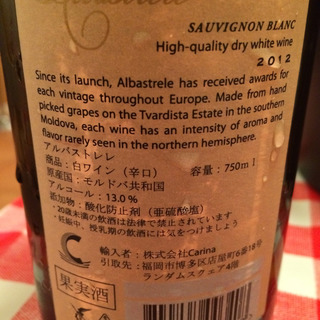 Albastrele
SAUVIGNON BLANC
High-quality dry white wine
2012
Since its launch, Albastrele has received awards for
each vintage throughout Europe. Made from hand
picked grapes on the Tvardista Estate in the southern
Moldova, each wine has an intensity of aroma and
flavor rarely seen in the northern hemisphere.
アルバストレレ
商品:白ワイン(辛口) 容量:750ml
原産国:モルドバ共和国
アルコール:13.0%
添加物:酸化防止剤(亜硫酸塩)
・20歳未満の飲酒は法律で禁止されています
・妊娠中、授乳期の飲酒には気をつけましょう
輸入者:株式会社Carina
引取先:福岡市博多区店屋町6番18号
ランダムスクウェア4階
果実酒